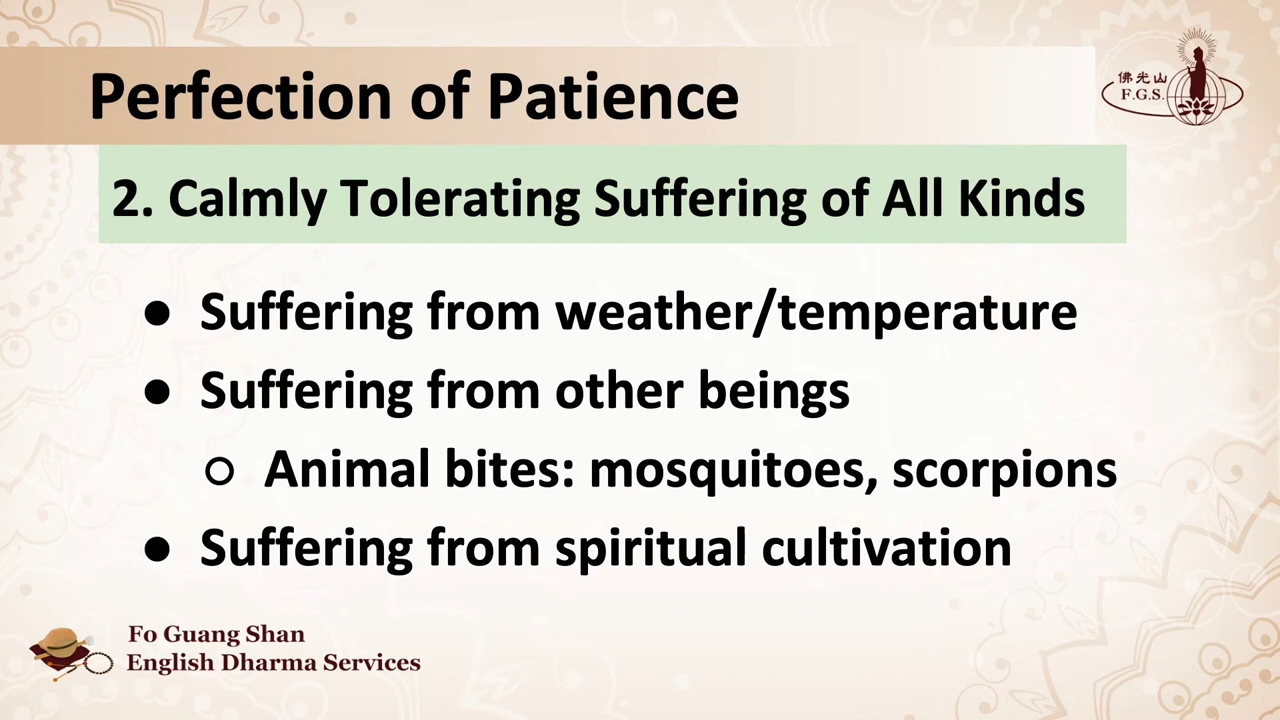 Perfection of Patience
佛光山
F.G.S.
2. Calmly Tolerating Suffering of All Kinds
● Suffering from weather/temperature
● Suffering from other beings
○ Animal bites: mosquitoes, scorpions
● Suffering from spiritual cultivation
Fo Guang Shan
English Dharma Services